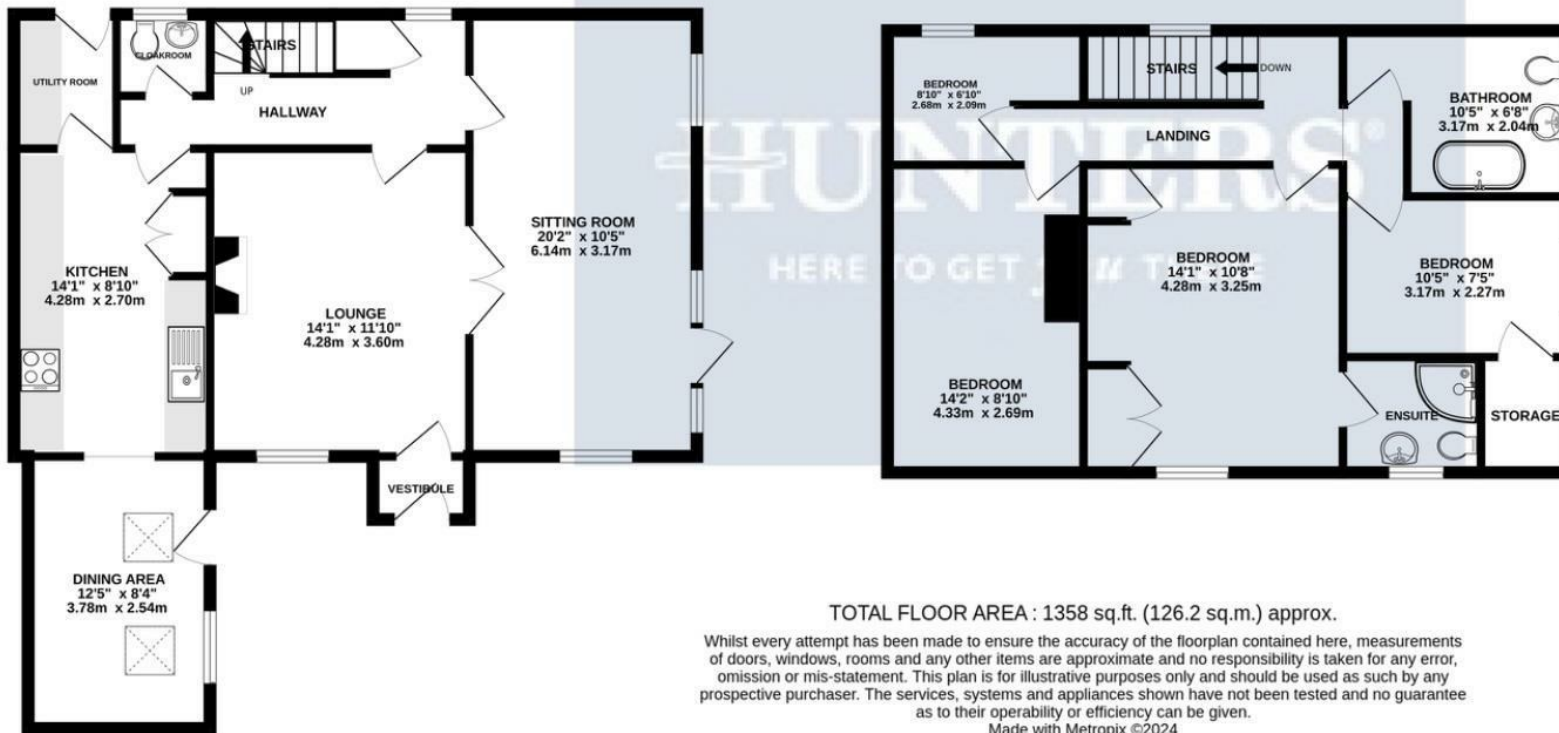 UTILITY ROOM
CLOAKROOM
STAIRS
UP
HALLWAY
KITCHEN
14'1" x 8'10"
4.28m x 2.70m
LOUNGE
14'1" x 11'10"
4.28m x 3.60m
SITTING ROOM
20'2" x 10'5"
6.14m x 3.17m
VESTIBULE
DINING AREA
12'5" x 8'4"
3.78m x 2.54m
BEDROOM
8'10" x 6'10"
2.68m x 2.09m
STAIRS
DOWN
LANDING
BATHROOM
10'5" x 6'8"
3.17m x 2.04m
BEDROOM
14'2" x 8'10"
4.33m x 2.69m
BEDROOM
14'1" x 10'8"
4.28m x 3.25m
BEDROOM
10'5" x 7'5"
3.17m x 2.27m
ENSUITE
STORAGE
HUNTERS®
HERE TO GET
TOTAL FLOOR AREA : 1358 sq.ft. (126.2 sq.m.) approx.
Whilst every attempt has been made to ensure the accuracy of the floorplan contained here, measurements
of doors, windows, rooms and any other items are approximate and no responsibility is taken for any error,
omission or mis-statement. This plan is for illustrative purposes only and should be used as such by any
prospective purchaser. The services, systems and appliances shown have not been tested and no guarantee
as to their operability or efficiency can be given.
Made with Metropix ©2024